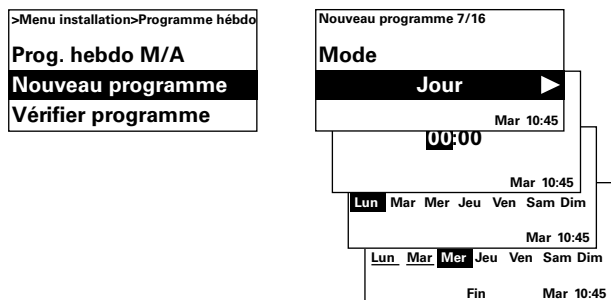 >Menu installation>Programme hébdo
Prog. hebdo M/A
Nouveau programme
Vérifier programme
Nouveau programme 7/16
Mode
Jour
Mar 10:45
00:00
Mar 10:45
Lun Mar Mer Jeu Ven Sam Dim
Mar 10:45
Lun Mar Mer Jeu Ven Sam Dim
Fin Mar 10:45